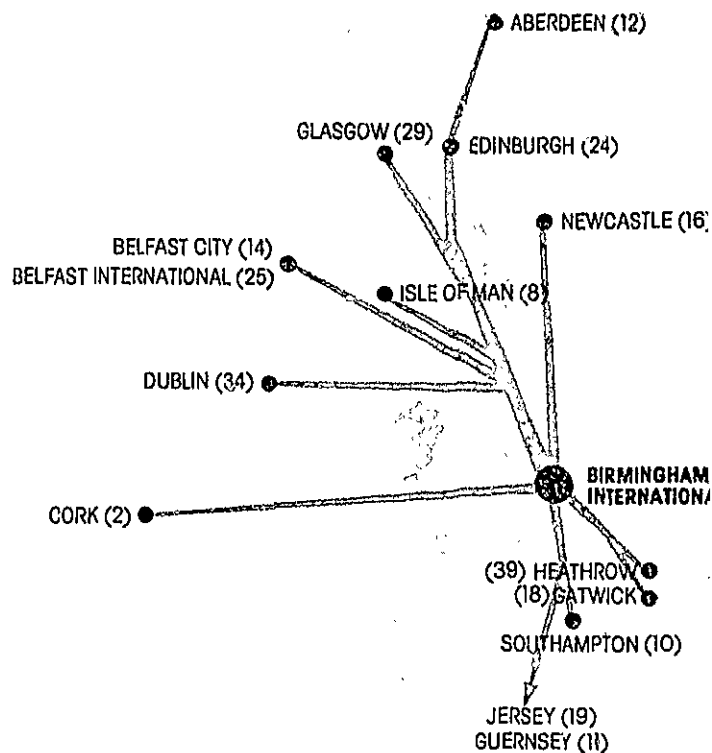 ABERDEEN (12)
GLASGOW (29)
EDINBURGH (24)
NEWCASTLE (16)
BELFAST CITY (14)
BELFAST INTERNATIONAL (25)
ISLE OF MAN (8)
DUBLIN (34)
BIRMINGHAM
INTERNATIONA
CORK (2)
(39) HEATHROW
(18) GATWICK
SOUTHAMPTON (10)
JERSEY (19)
GUERNSEY (11)